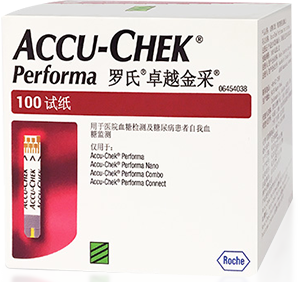 ACCU-CHEK®
Performa 罗氏®卓越金采®
06454038
100 试纸
用于医院血糖检测及糖尿病患者自我血
糖监测
仅用于:
Accu-Chek® Performa
Accu-Chek® Performa Nano
Accu-Chek® Performa Combo
Accu-Chek® Performa Connect
ACCU-CHEK
Roche